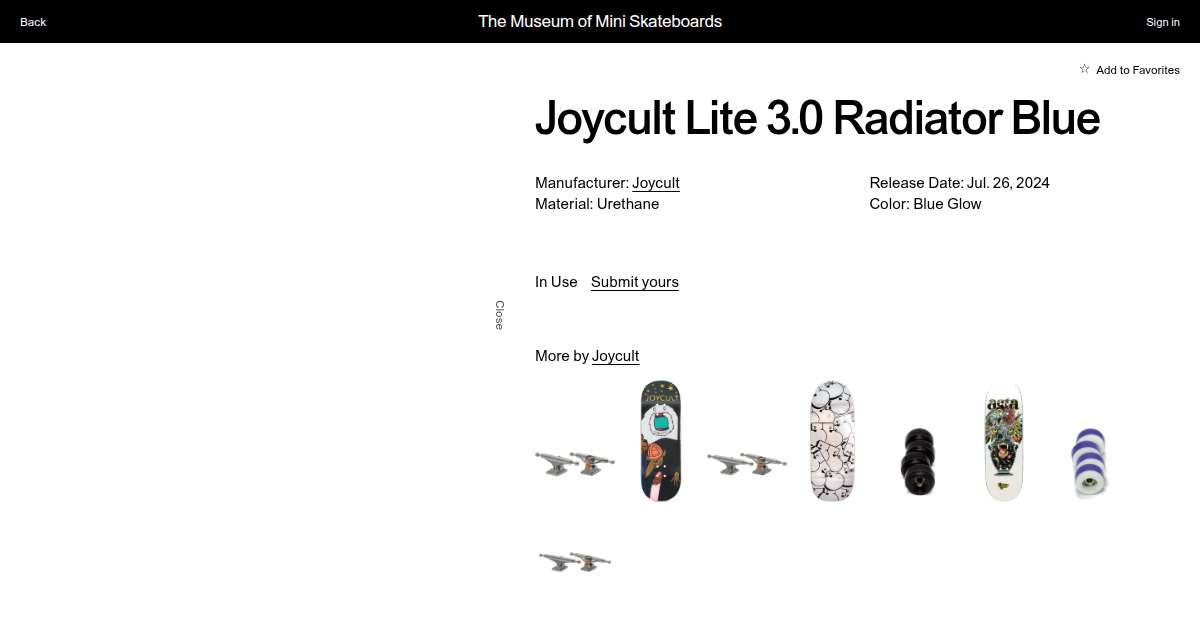 Back
The Museum of Mini Skateboards
Sign in
☆ Add to Favorites
Joycult Lite 3.0 Radiator Blue
Manufacturer: Joycult
Release Date: Jul. 26, 2024
Material: Urethane
Color: Blue Glow
In Use Submit yours
Close
More by Joycult
JOYCULT
asta